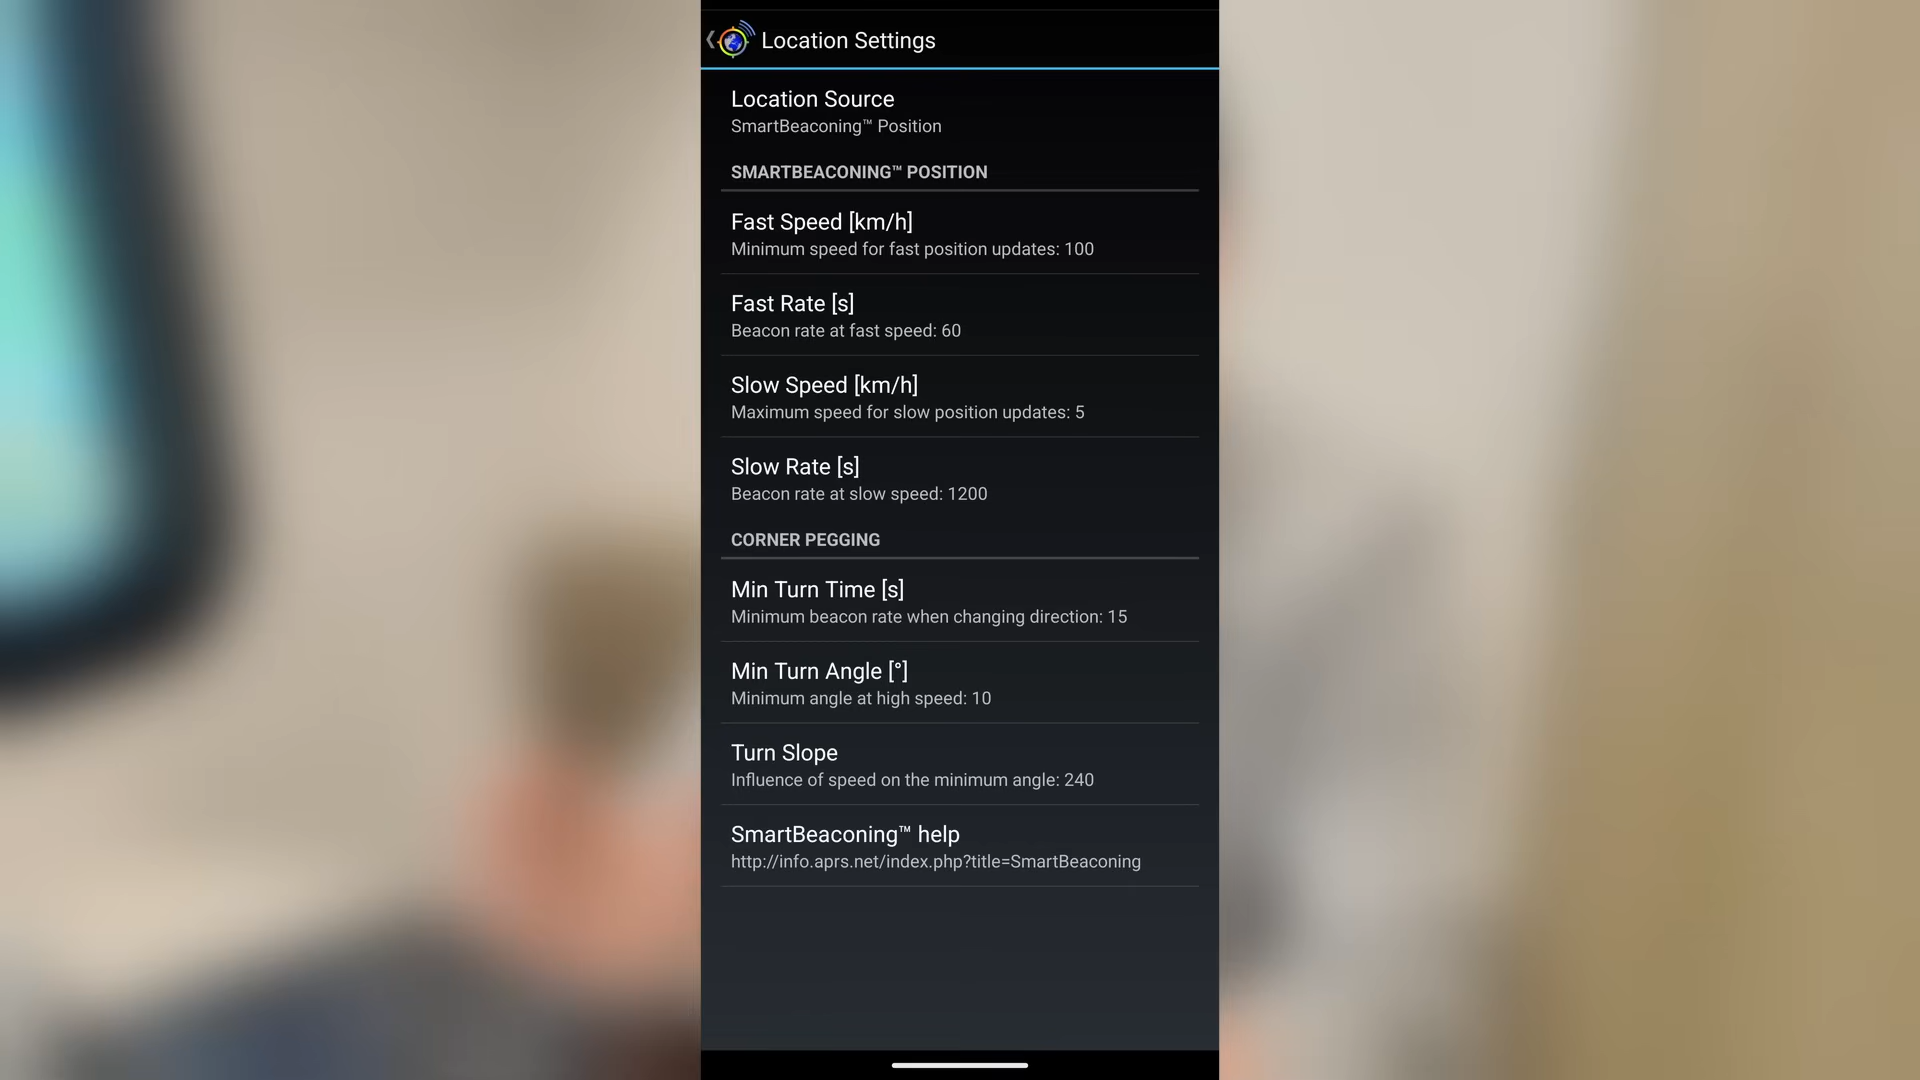 Location Settings
Location Source
SmartBeaconing™ Position
SMARTBEACONING™ POSITION
Fast Speed [km/h]
Minimum speed for fast position updates: 100
Fast Rate [s]
Beacon rate at fast speed: 60
Slow Speed [km/h]
Maximum speed for slow position updates: 5
Slow Rate [s]
Beacon rate at slow speed: 1200
CORNER PEGGING
Min Turn Time [s]
Minimum beacon rate when changing direction: 15
Min Turn Angle [°]
Minimum angle at high speed: 10
Turn Slope
Influence of speed on the minimum angle: 240
SmartBeaconing™ help
http://info.aprs.net/index.php?title=SmartBeaconing